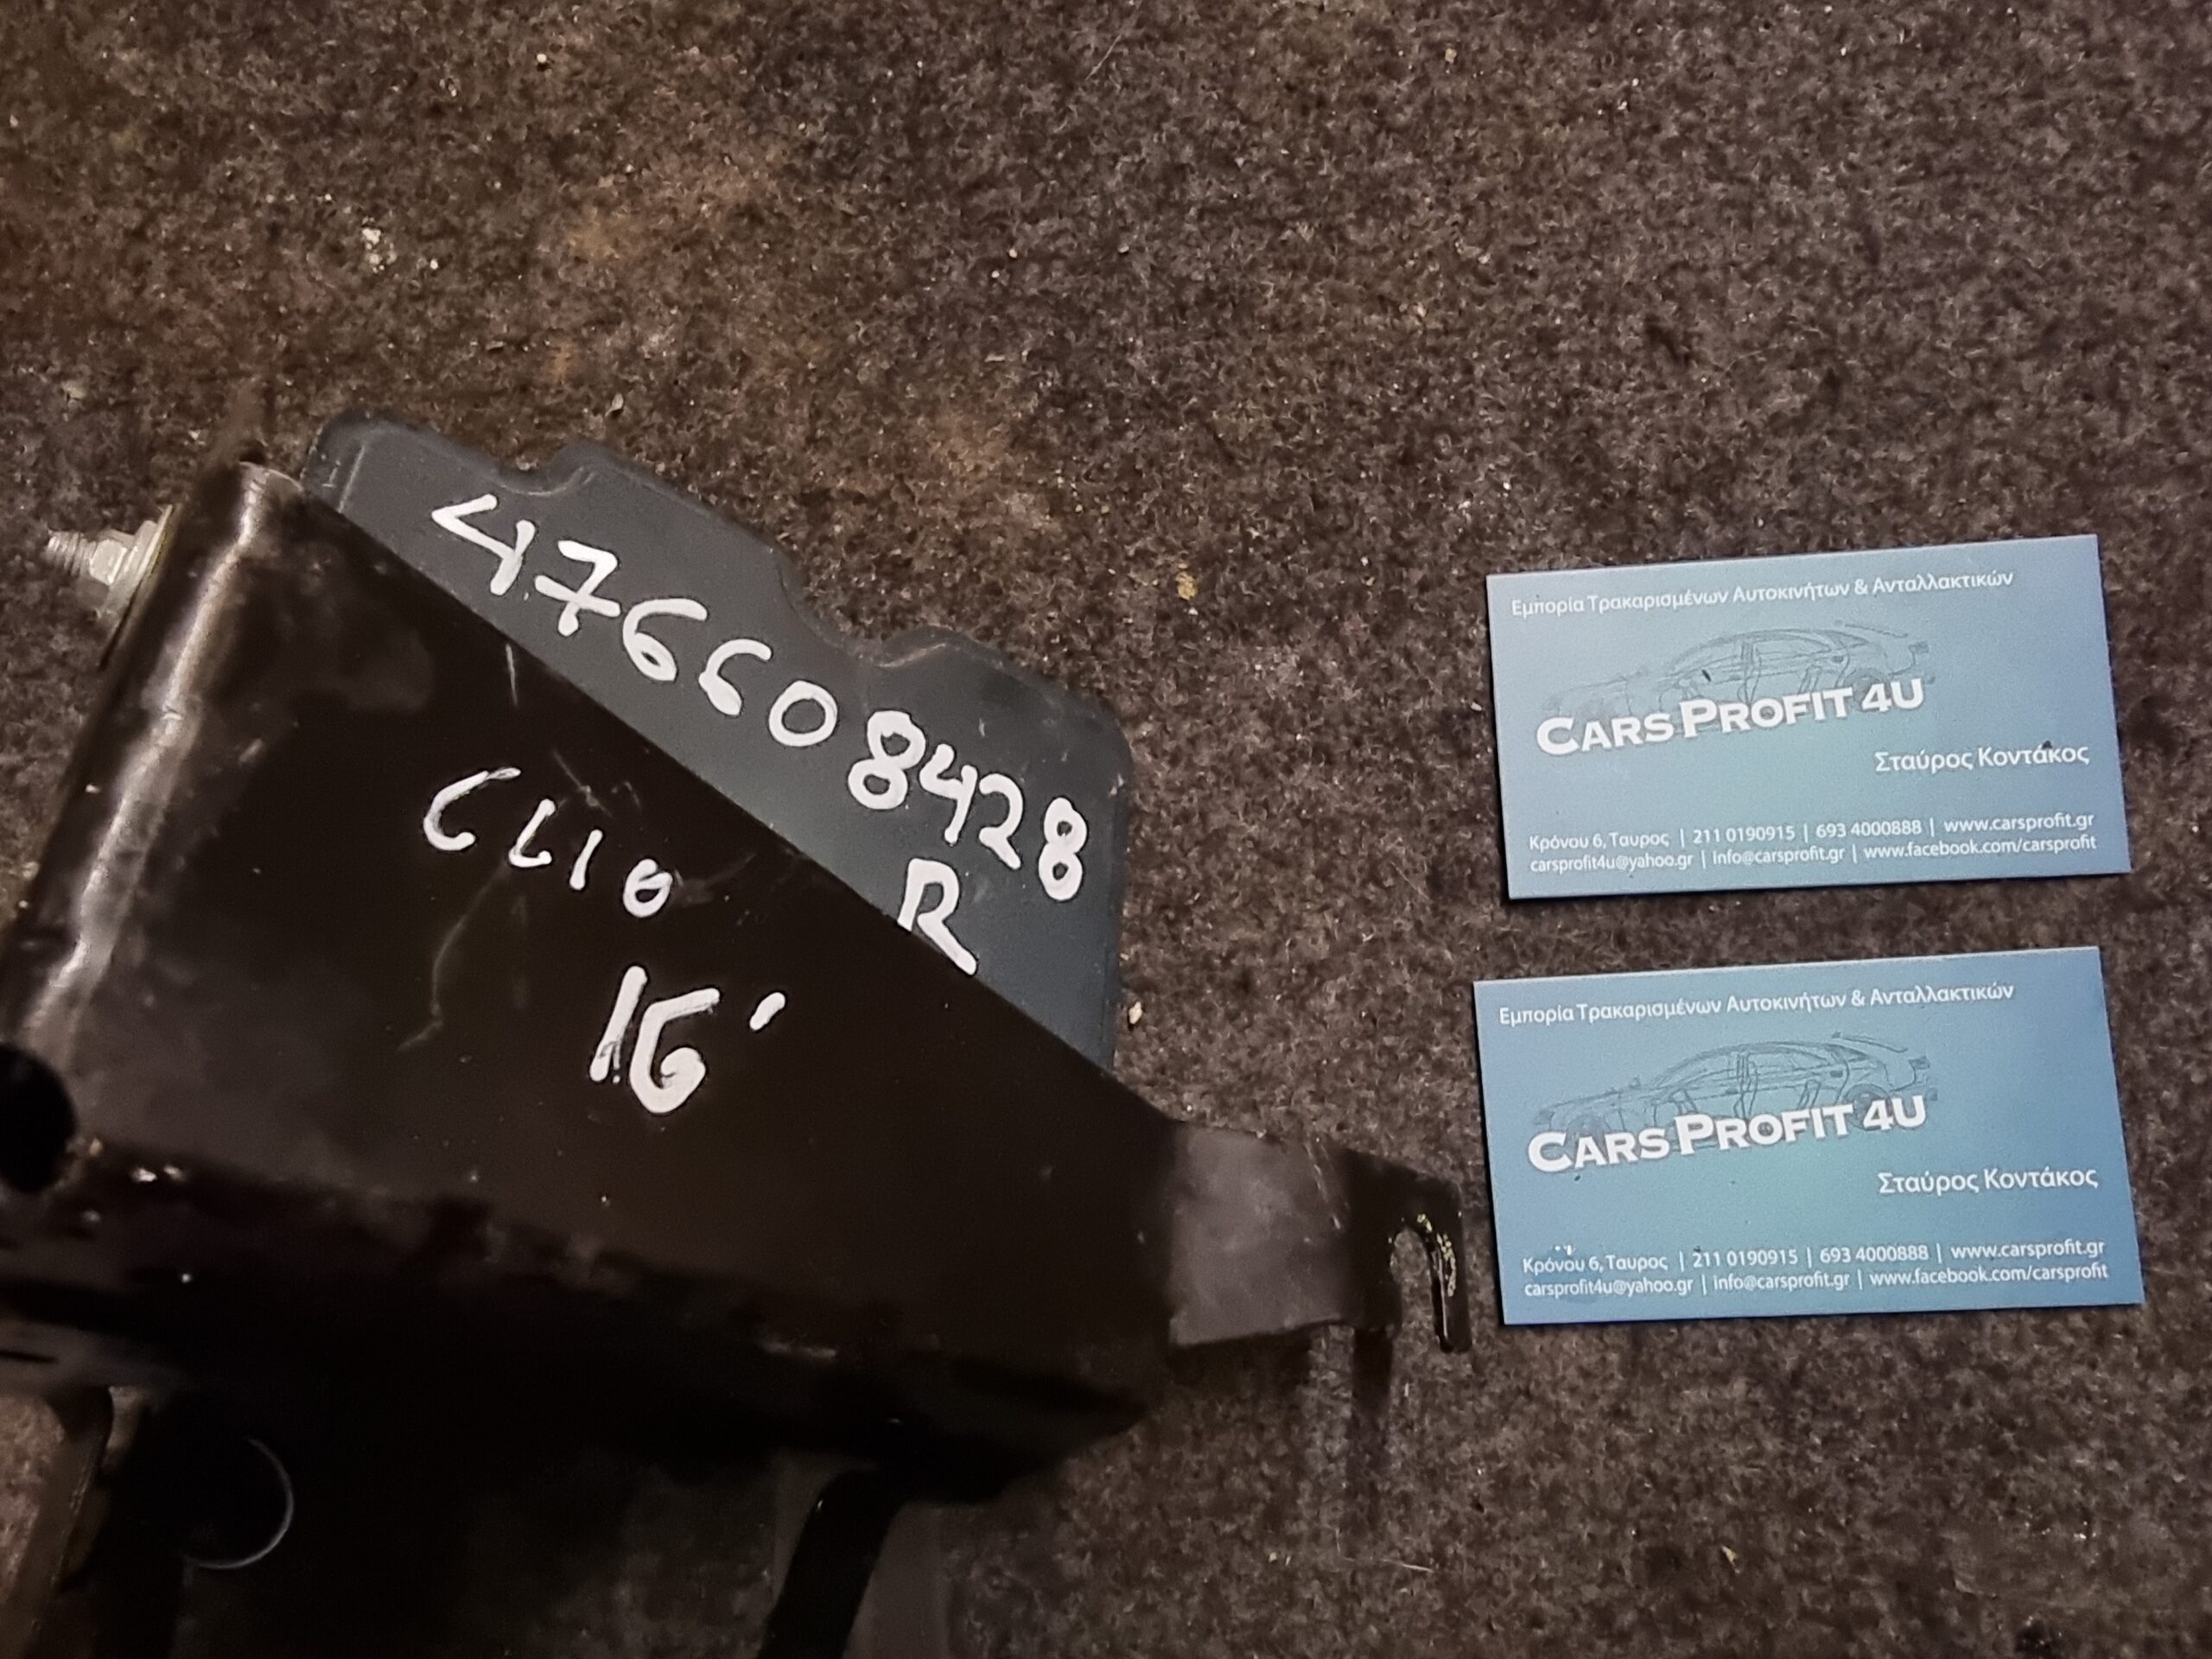 476608428
R
CLIO
16'
Εμπορία Τρακαρισμένων Αυτοκινήτων & Ανταλλακτικών
CARS PROFIT 4U
Σταύρος Κοντάκος
Κρόνου 6, Ταυρος | 211 0190915 | 693 4000888 | www.carsprofit.gr
carsprofit4u@yahoo.gr | info@carsprofit.gr | www.facebook.com/carsprofit
Εμπορία Τρακαρισμένων Αυτοκινήτων & Ανταλλακτικών
CARS PROFIT 4U
Σταύρος Κοντάκος
Κρόνου 6, Ταυρος | 211 0190915 | 693 4000888 | www.carsprofit.gr
carsprofit4u@yahoo.gr | info@carsprofit.gr | www.facebook.com/carsprofit